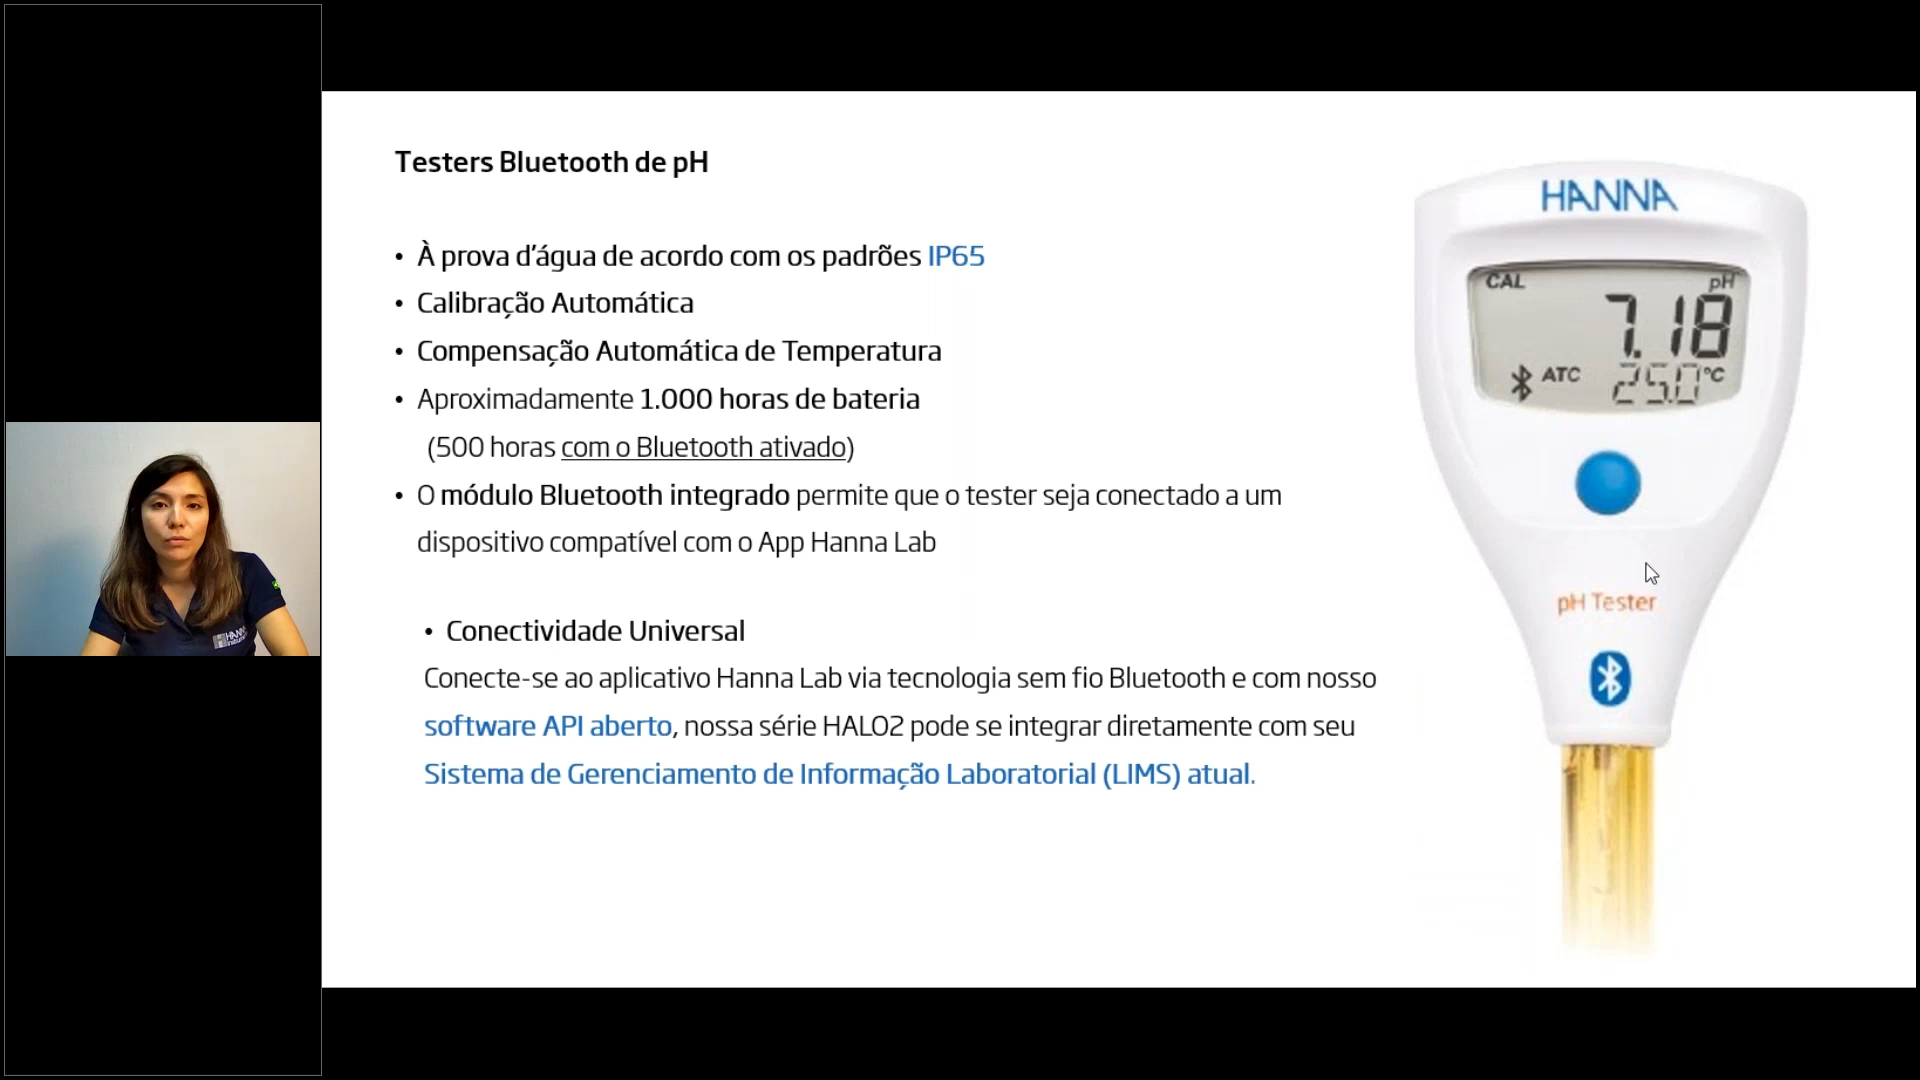 Testers Bluetooth de pH
• À prova d'água de acordo com os padrões IP65
• Calibração Automática
• Compensação Automática de Temperatura
• Aproximadamente 1.000 horas de bateria
(500 horas com o Bluetooth ativado)
• O módulo Bluetooth integrado permite que o tester seja conectado a um
dispositivo compatível com o App Hanna Lab
• Conectividade Universal
Conecte-se ao aplicativo Hanna Lab via tecnologia sem fio Bluetooth e com nosso
software API aberto, nossa série HALO2 pode se integrar diretamente com seu
Sistema de Gerenciamento de Informação Laboratorial (LIMS) atual.
HANNA
CAL pH
7.18
ATC 25.0°C
pH Tester
HANNA